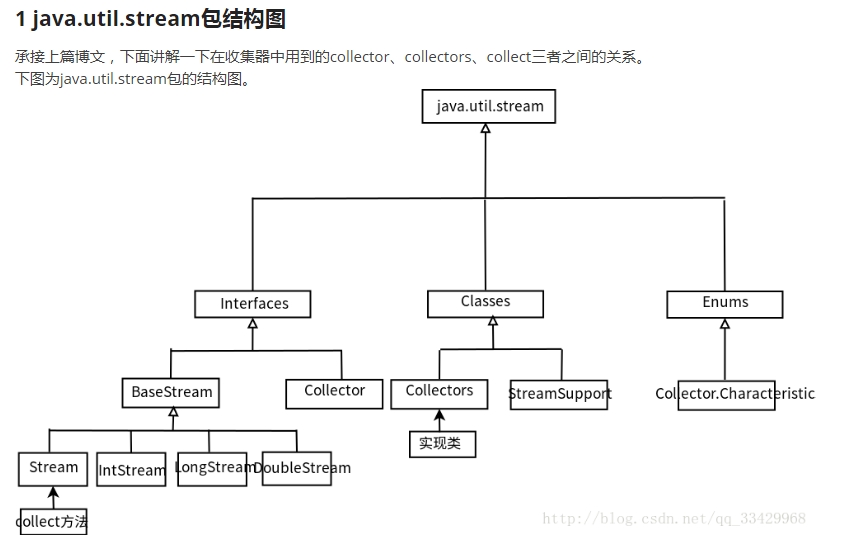 1 java.util.stream包结构图
承接上篇博文，下面讲解一下在收集器中用到的collector、collectors、collect三者之间的关系。
下图为java.util.stream包的结构图。
java.util.stream
Interfaces
Classes
Enums
BaseStream
Collector
Collectors
StreamSupport
Collector.Characteristic
实现类
Stream
IntStream
LongStream
DoubleStream
collect方法
http://blog.csdn.net/qq_33429968